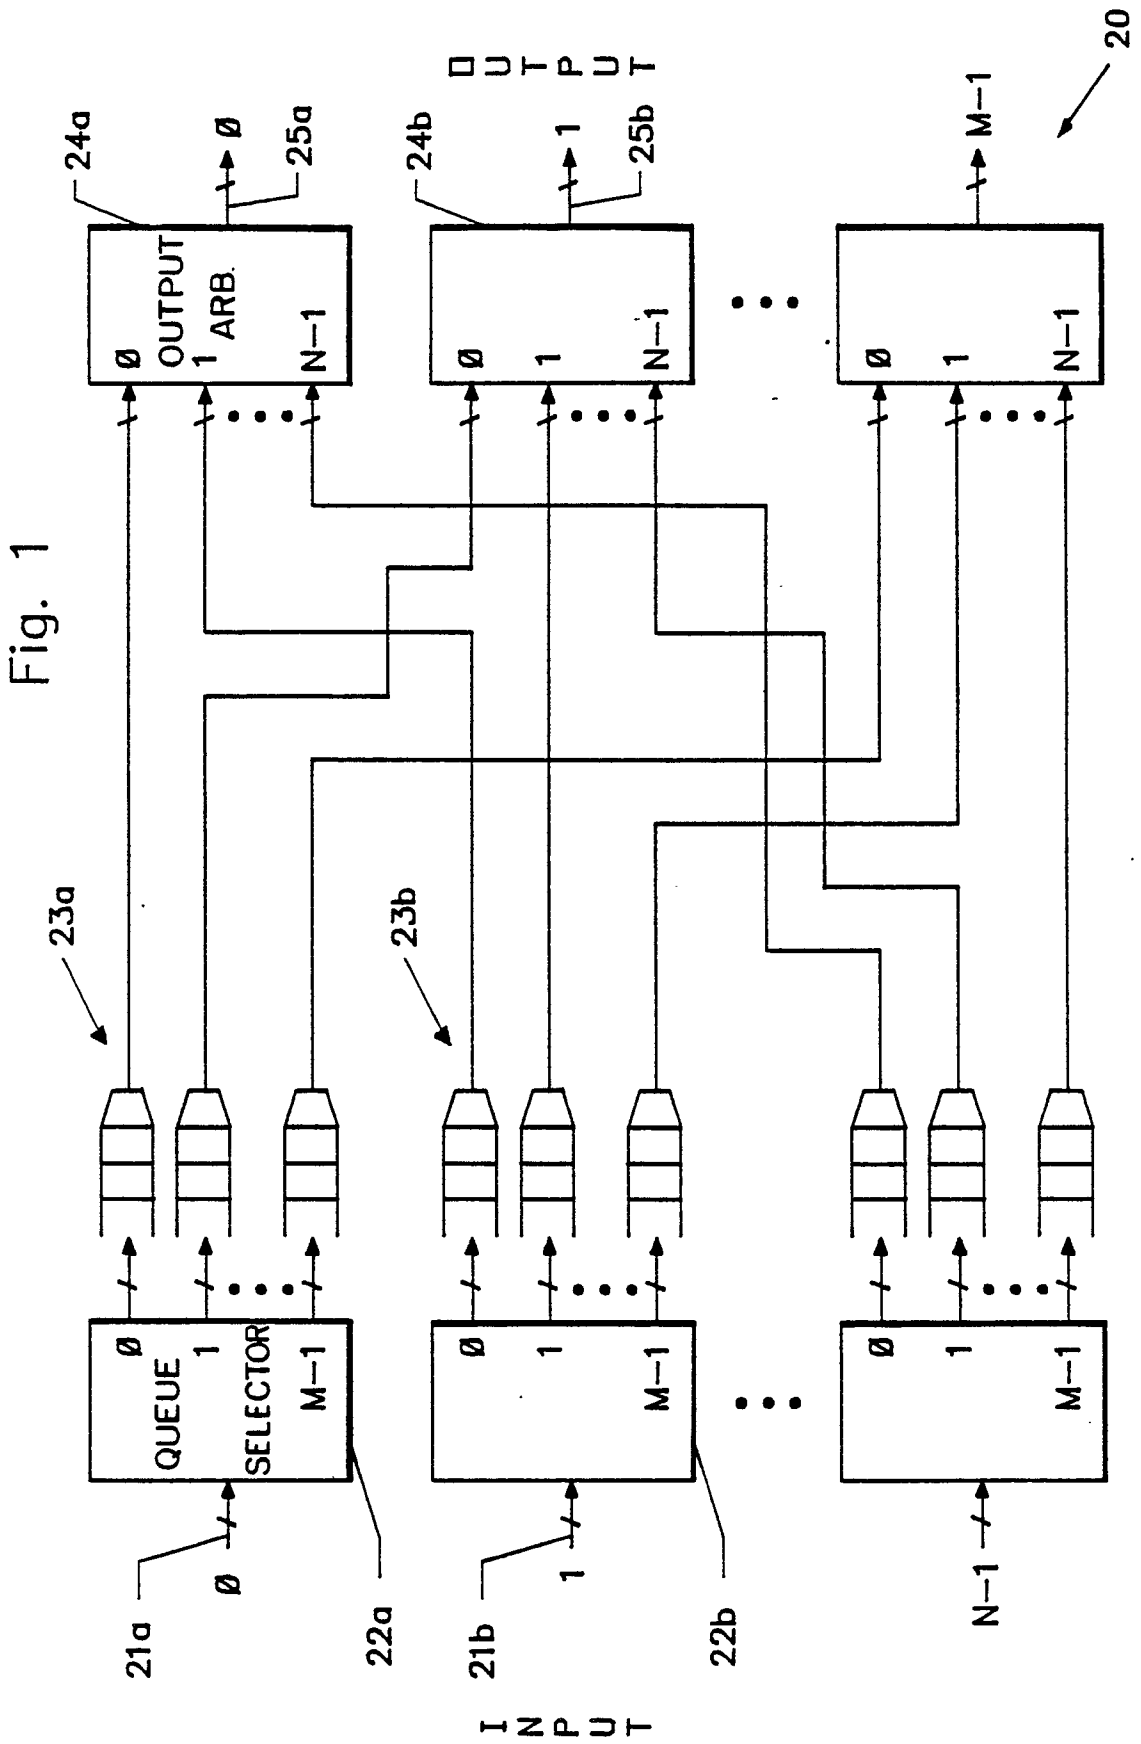 Fig. 1
INPUT
OUTPUT
20
21a
Ø
22a
QUEUE
SELECTOR
Ø
1
M–1
23a
Ø
1
N–1
OUTPUT
ARB.
24a
Ø
25a
21b
1
22b
Ø
1
M–1
23b
Ø
1
N–1
24b
1
25b
N–1
Ø
1
M–1
Ø
1
N–1
M–1